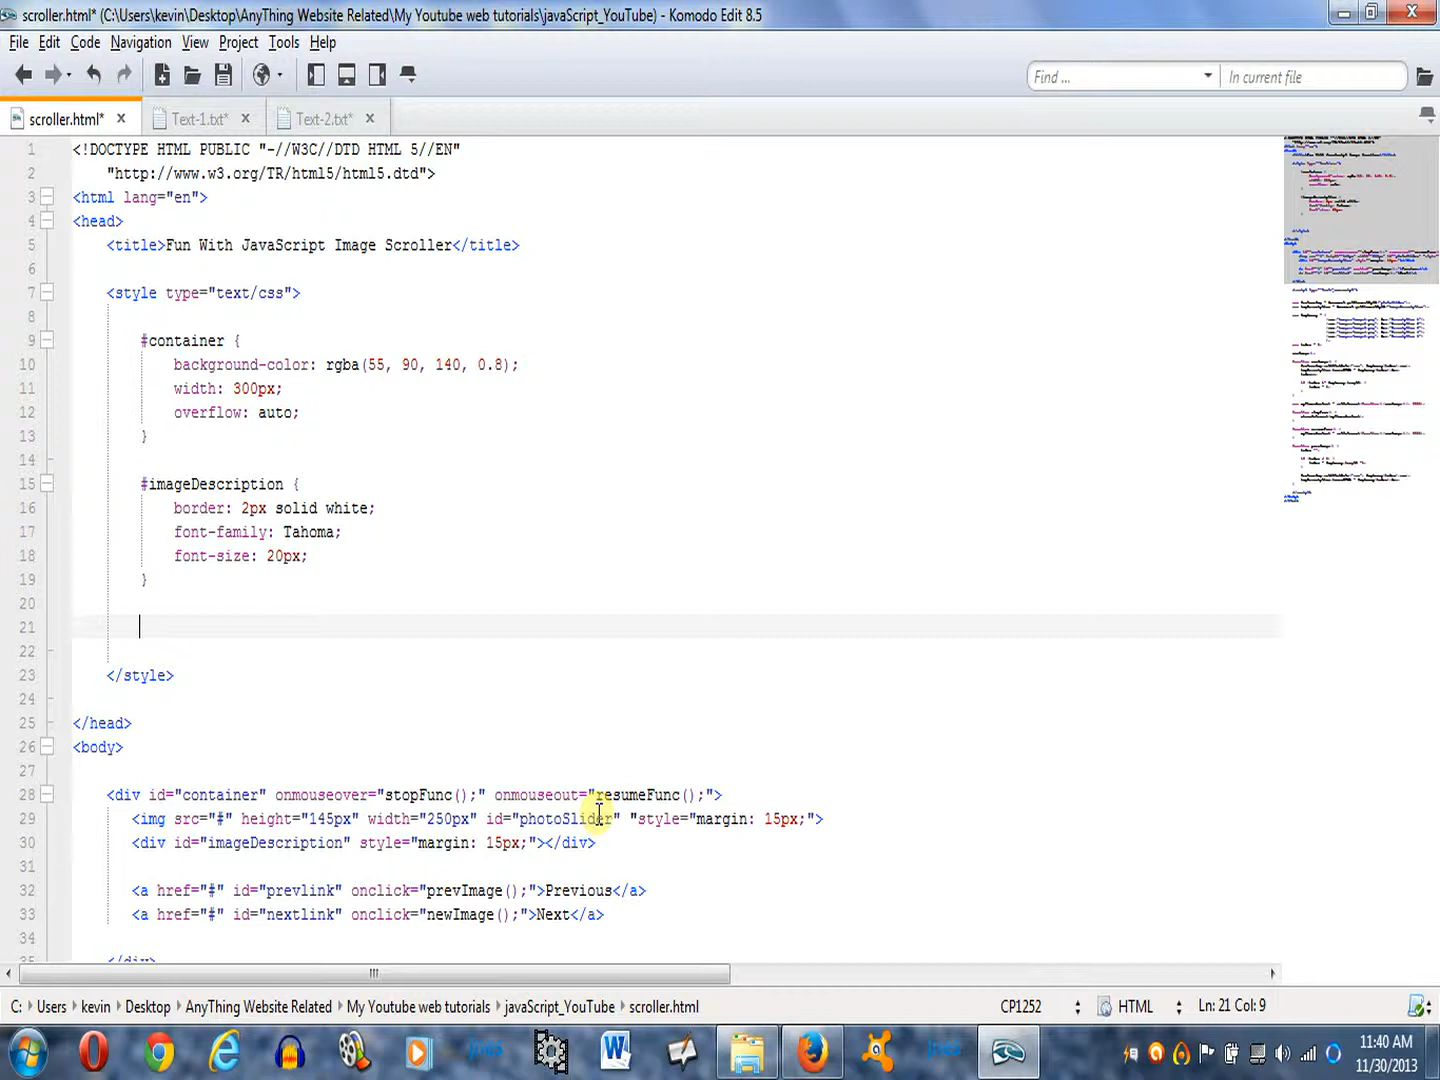 scroller.html* (C:\Users\kevin\Desktop\AnyThing Website Related\My Youtube web tutorials\javaScript_YouTube) - Komodo Edit 8.5
File Edit Code Navigation View Project Tools Help
Find ... In current file
scroller.html* Text-1.txt* Text-2.txt*
1 <!DOCTYPE HTML PUBLIC "-//W3C//DTD HTML 5//EN"
2 "http://www.w3.org/TR/html5/html5.dtd">
3 <html lang="en">
4 <head>
5 <title>Fun With JavaScript Image Scroller</title>
6
7 <style type="text/css">
8
9 #container {
10 background-color: rgba(55, 90, 140, 0.8);
11 width: 300px;
12 overflow: auto;
13 }
14
15 #imageDescription {
16 border: 2px solid white;
17 font-family: Tahoma;
18 font-size: 20px;
19 }
20
21
22
23 </style>
24
25 </head>
26 <body>
27
28 <div id="container" onmouseover="stopFunc();" onmouseout="resumeFunc();">
29 <img src="#" height="145px" width="250px" id="photoSlider" "style="margin: 15px;">
30 <div id="imageDescription" style="margin: 15px;"></div>
31
32 <a href="#" id="prevlink" onclick="prevImage();">Previous</a>
33 <a href="#" id="nextlink" onclick="newImage();">Next</a>
34
35 </div>
C: Users kevin Desktop AnyThing Website Related My Youtube web tutorials javaScript_YouTube scroller.html CP1252 HTML Ln: 21 Col: 9
11:40 AM
11/30/2013